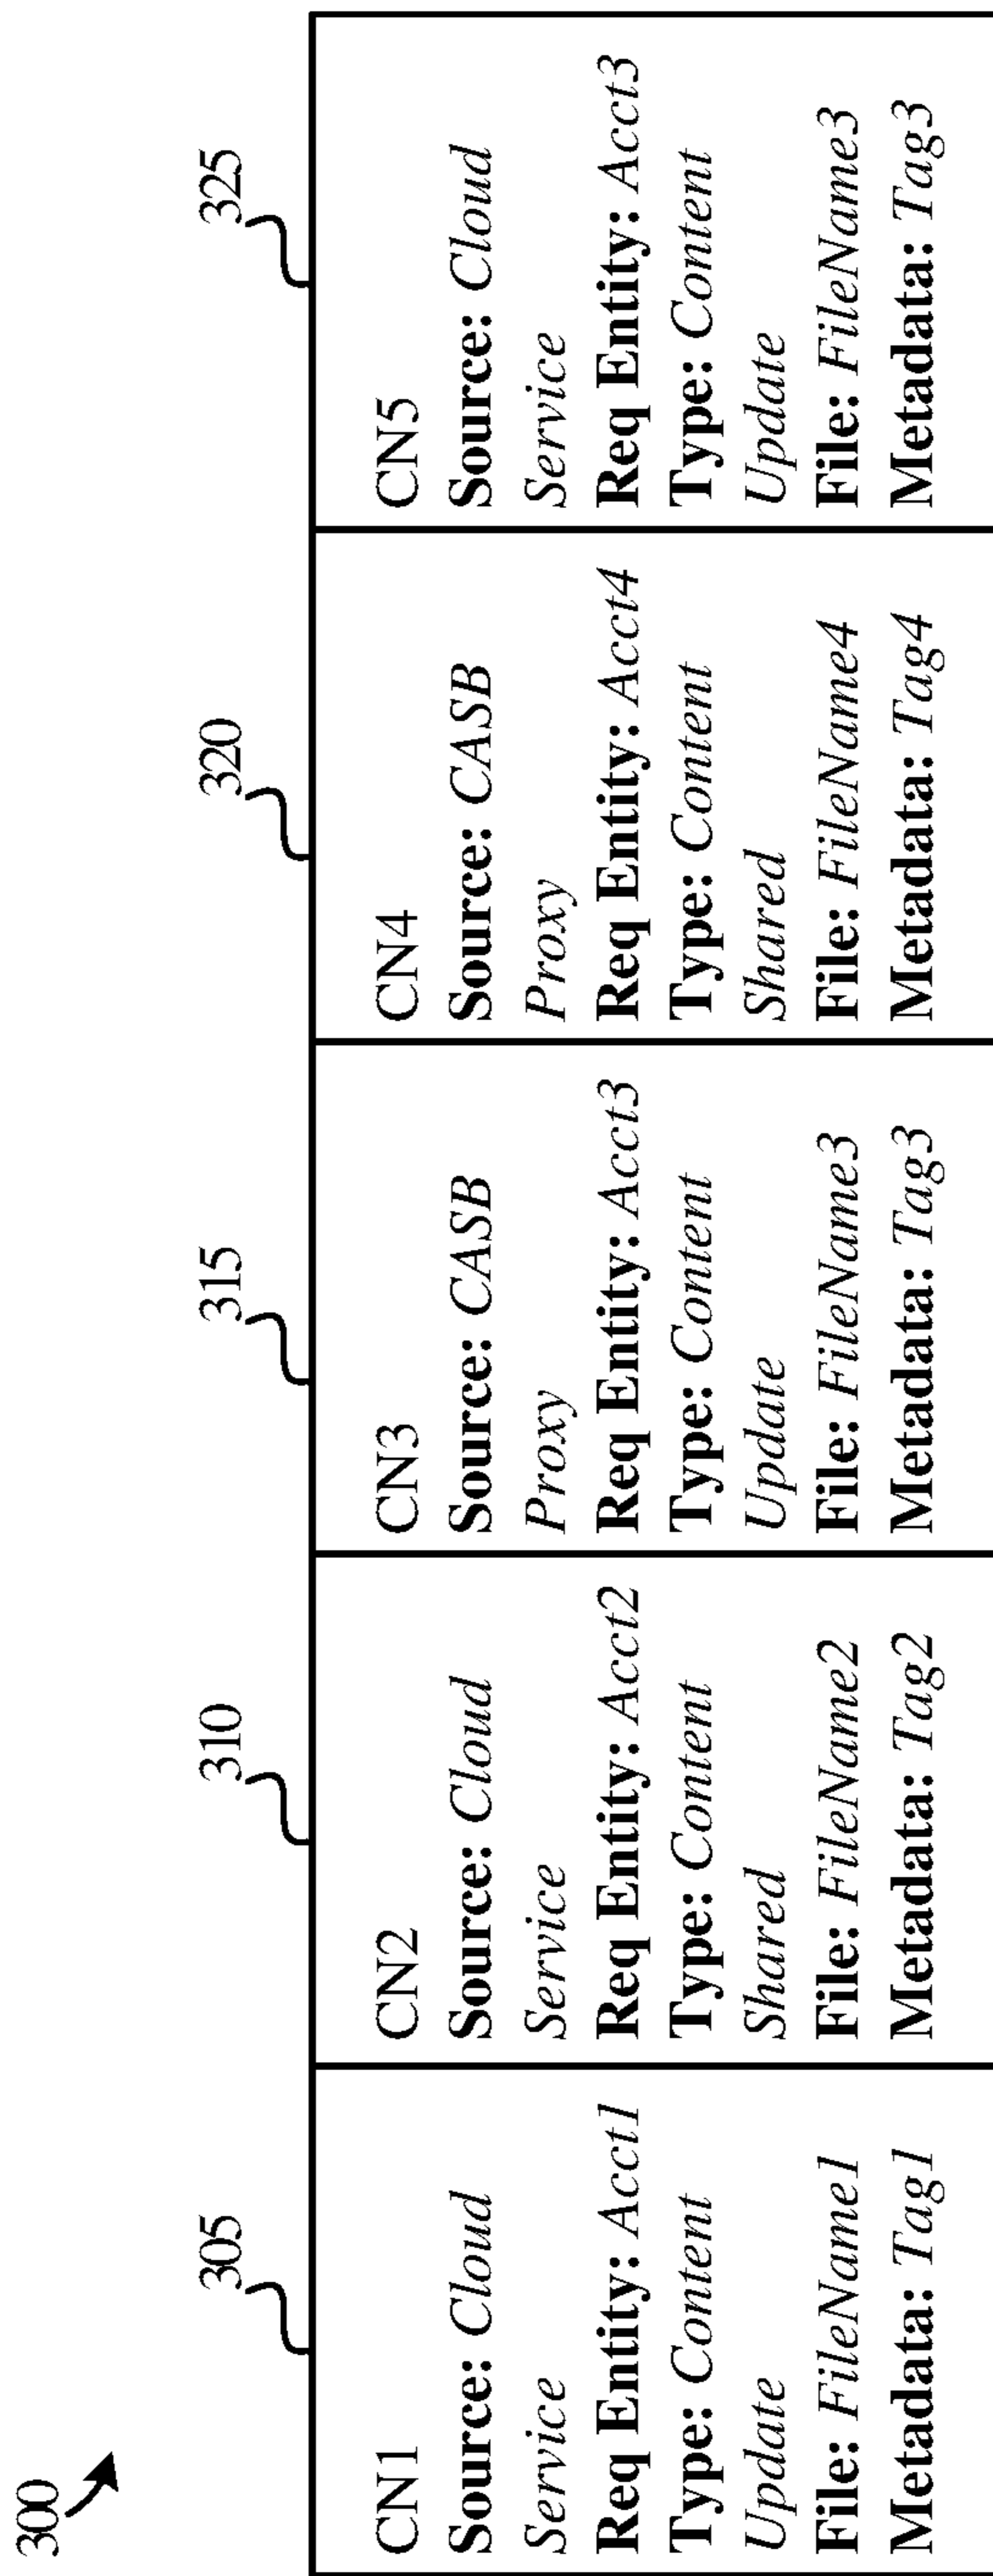 300
305
310
315
320
325
CN1
Source: Cloud
Service
Req Entity: Acct1
Type: Content
Update
File: FileName1
Metadata: Tag1
CN2
Source: Cloud
Service
Req Entity: Acct2
Type: Content
Shared
File: FileName2
Metadata: Tag2
CN3
Source: CASB
Proxy
Req Entity: Acct3
Type: Content
Update
File: FileName3
Metadata: Tag3
CN4
Source: CASB
Proxy
Req Entity: Acct4
Type: Content
Shared
File: FileName4
Metadata: Tag4
CN5
Source: Cloud
Service
Req Entity: Acct3
Type: Content
Update
File: FileName3
Metadata: Tag3